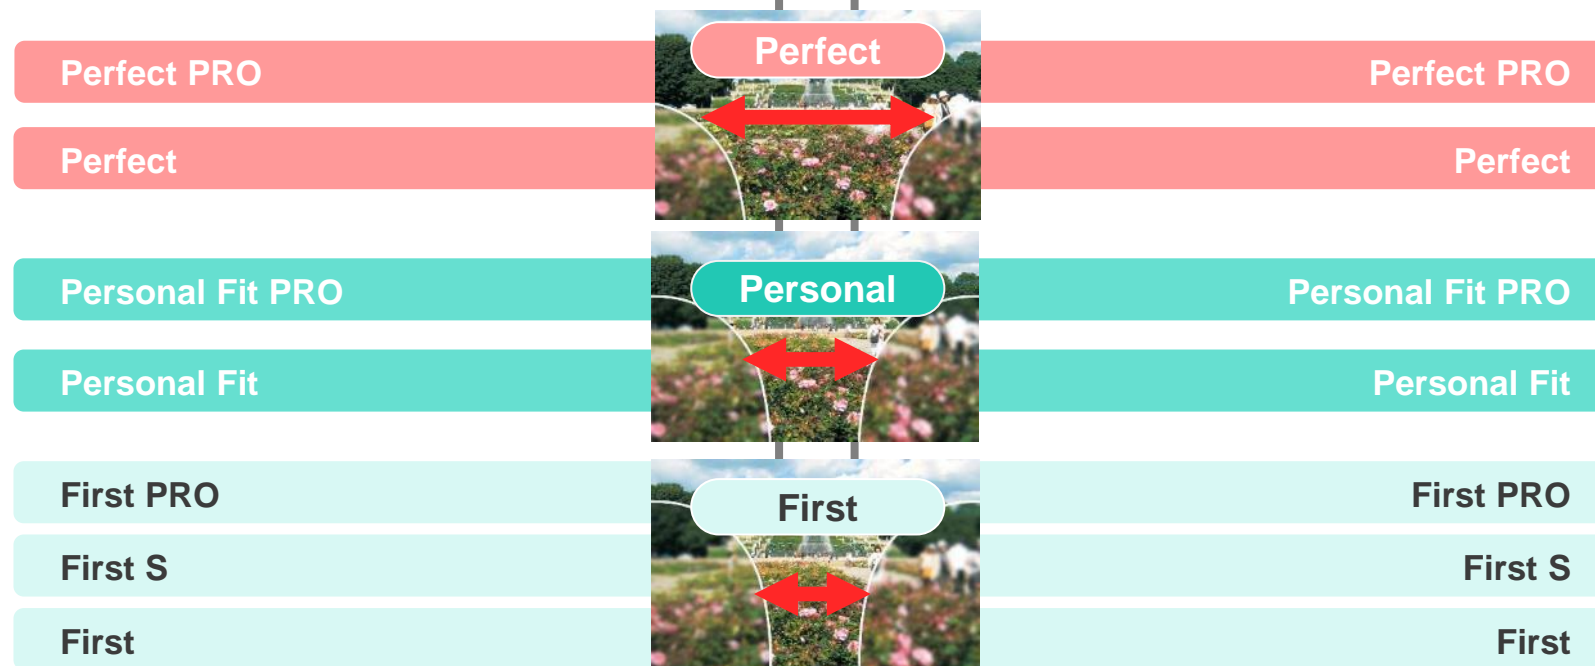 Perfect
Perfect PRO
Perfect PRO
Perfect
Perfect
Personal
Personal Fit PRO
Personal Fit PRO
Personal Fit
Personal Fit
First
First PRO
First PRO
First S
First S
First
First